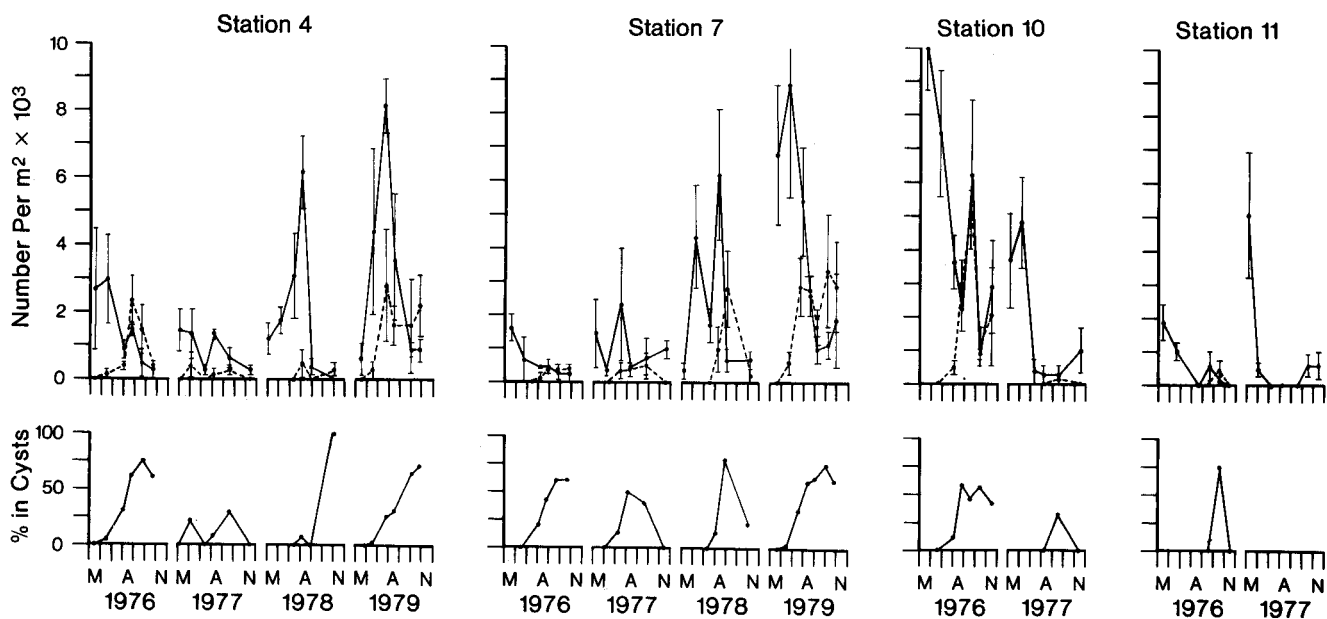 Station 4
Station 7
Station 10
Station 11
Number Per m² × 10³
10
8
6
4
2
0
% in Cysts
100
50
0
M A N M A N M A N M A N
1976 1977 1978 1979 1976 1977 1978 1979 1976 1977 1976 1977